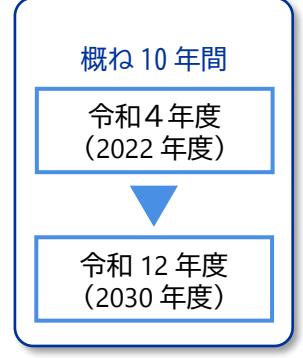 概ね 10 年間
令和４年度
（2022 年度）
令和 12 年度
（2030 年度）